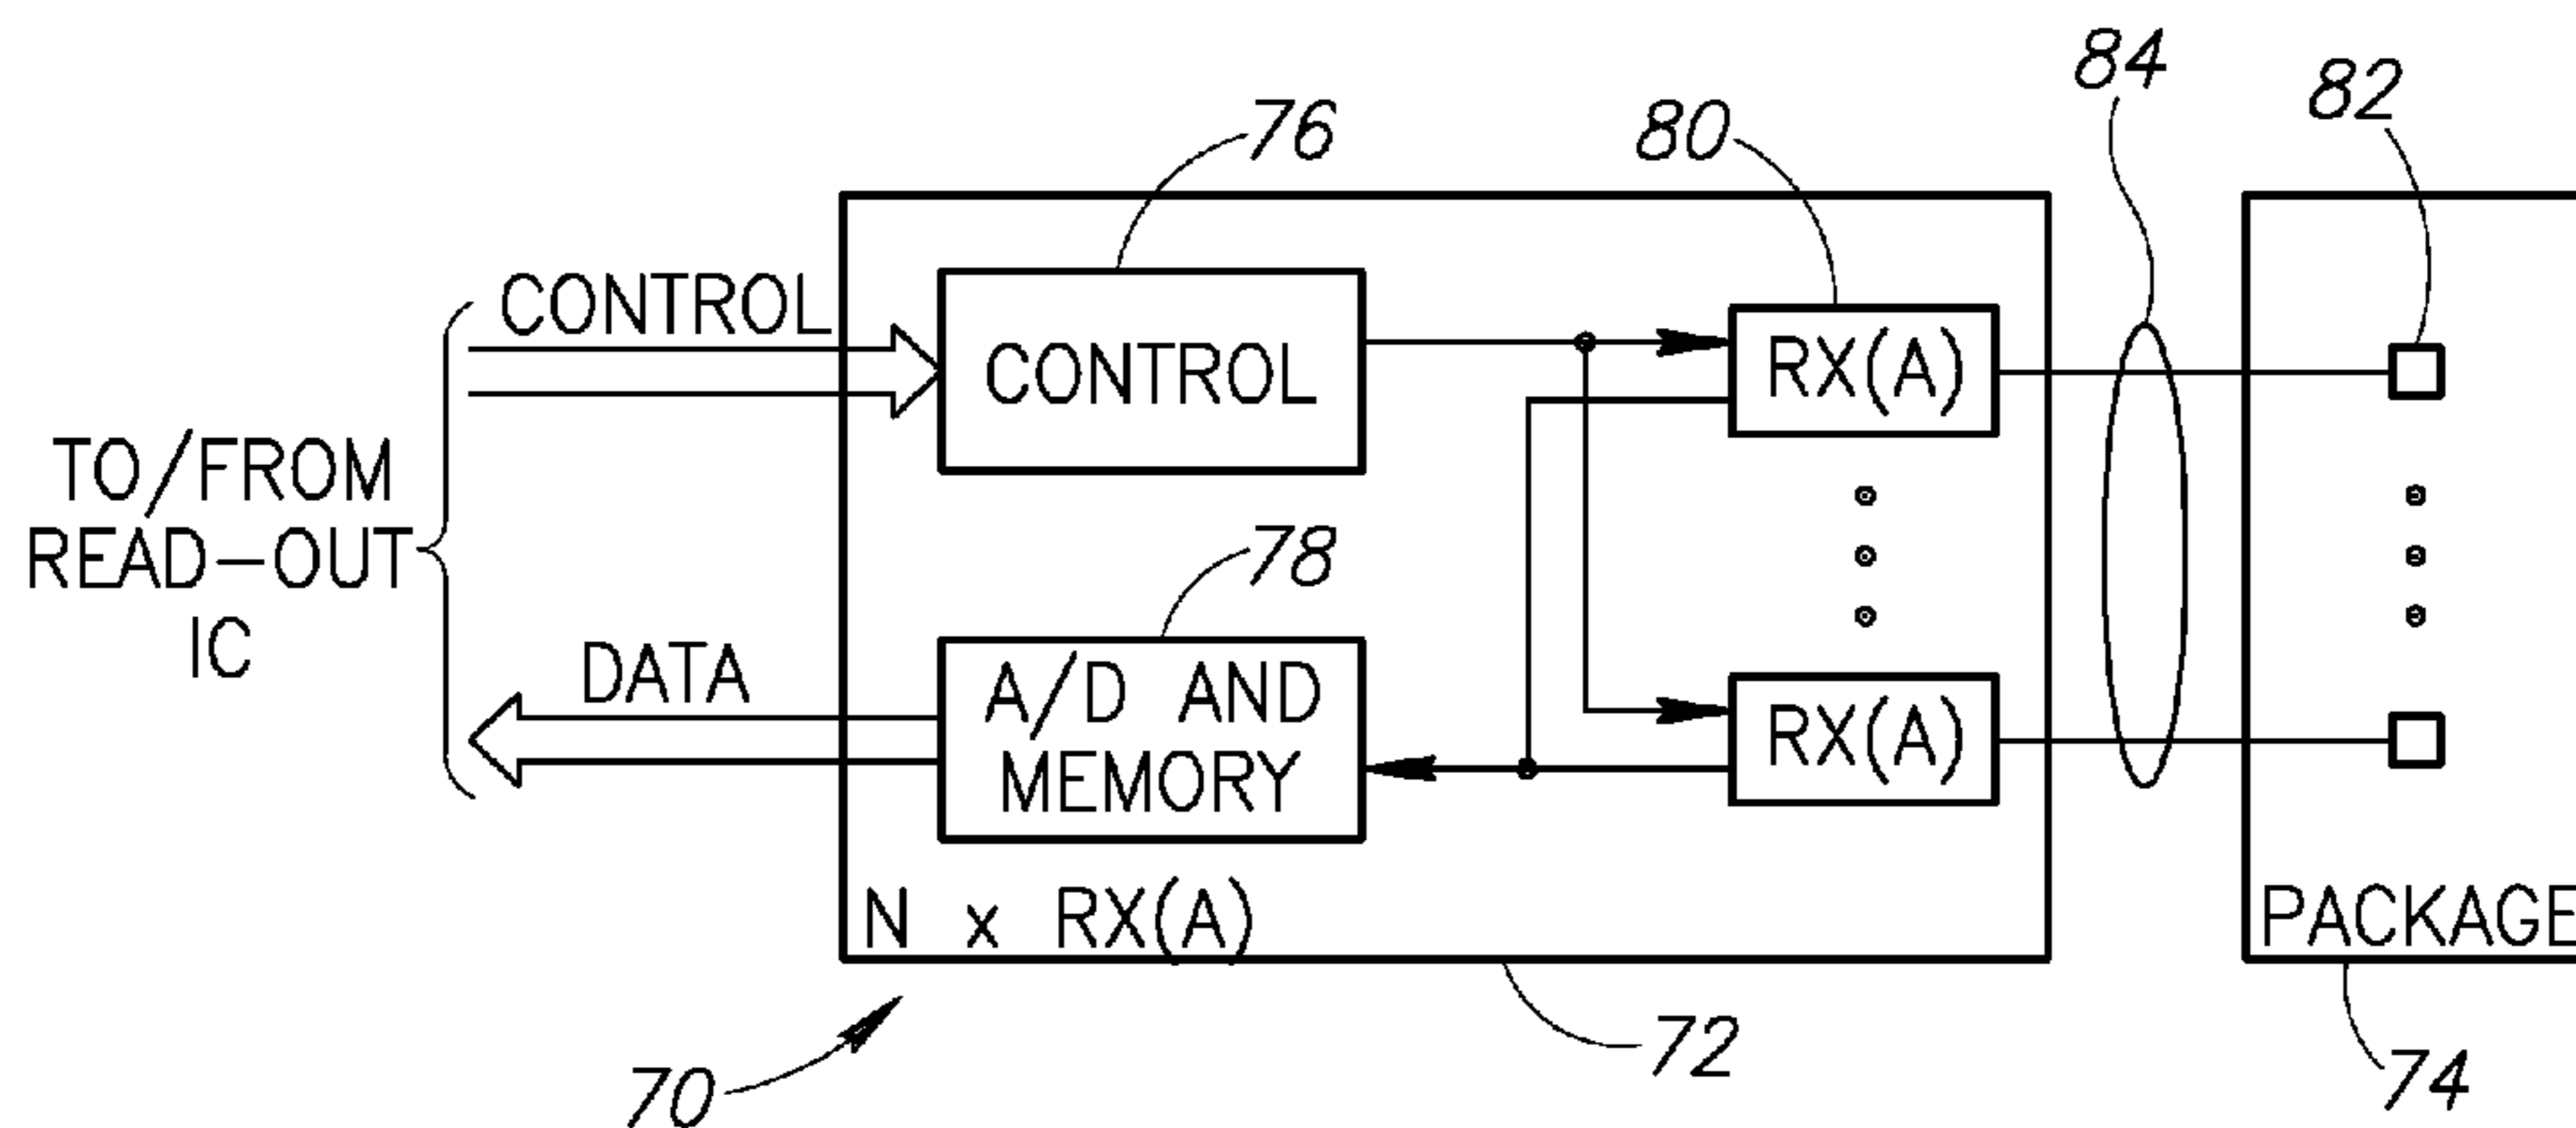 84
82
76
80
CONTROL
CONTROL
RX(A)
TO/FROM
READ-OUT
IC
78
DATA
A/D AND
MEMORY
RX(A)
N x RX(A)
PACKAGE
72
74
70